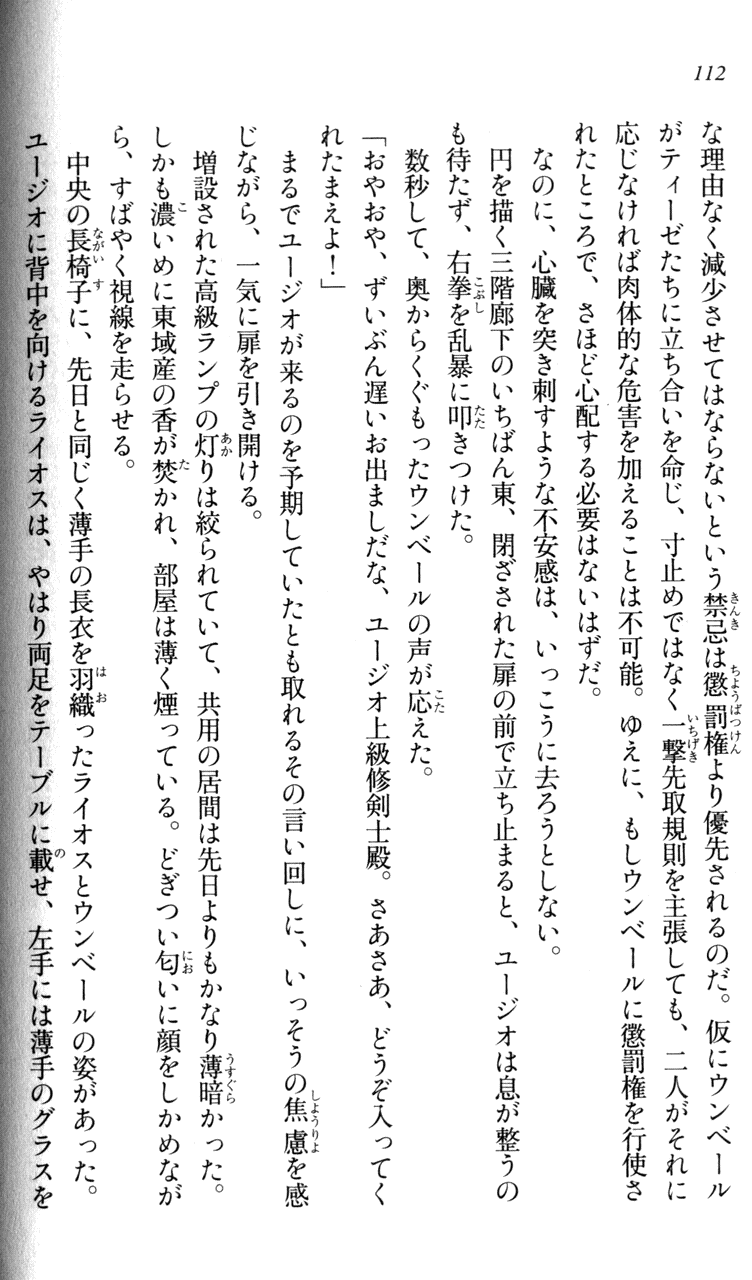 112
な理由なく減少させてはならないという禁忌は懲罰権より優先されるのだ。仮にウンベール
がティーゼたちに立ち合いを命じ、寸止めではなく一撃先取規則を主張しても、二人がそれに
応じなければ肉体的な危害を加えることは不可能。ゆえに、もしウンベールに懲罰権を行使さ
れたところで、さほど心配する必要はないはずだ。
なのに、心臓を突き刺すような不安感は、いっこうに去ろうとしない。
円を描く三階廊下のいちばん東、閉ざされた扉の前で立ち止まると、ユージオは息が整うの
も待たず、右拳を乱暴に叩きつけた。
数秒して、奥からくぐもったウンベールの声が応えた。
「おやおや、ずいぶん遅いお出ましだな、ユージオ上級修剣士殿。さあさあ、どうぞ入ってく
れたまえよ！」
まるでユージオが来るのを予期していたとも取れるその言い回しに、いっそうの焦慮を感
じながら、一気に扉を引き開ける。
増設された高級ランプの灯りは絞られていて、共用の居間は先日よりもかなり薄暗かった。
しかも濃いめに東域産の香が焚かれ、部屋は薄く煙っている。どぎつい匂いに顔をしかめなが
ら、すばやく視線を走らせる。
中央の長椅子に、先日と同じく薄手の長衣を羽織ったライオスとウンベールの姿があった。
ユージオに背中を向けるライオスは、やはり両足をテーブルに載せ、左手には薄手のグラスを